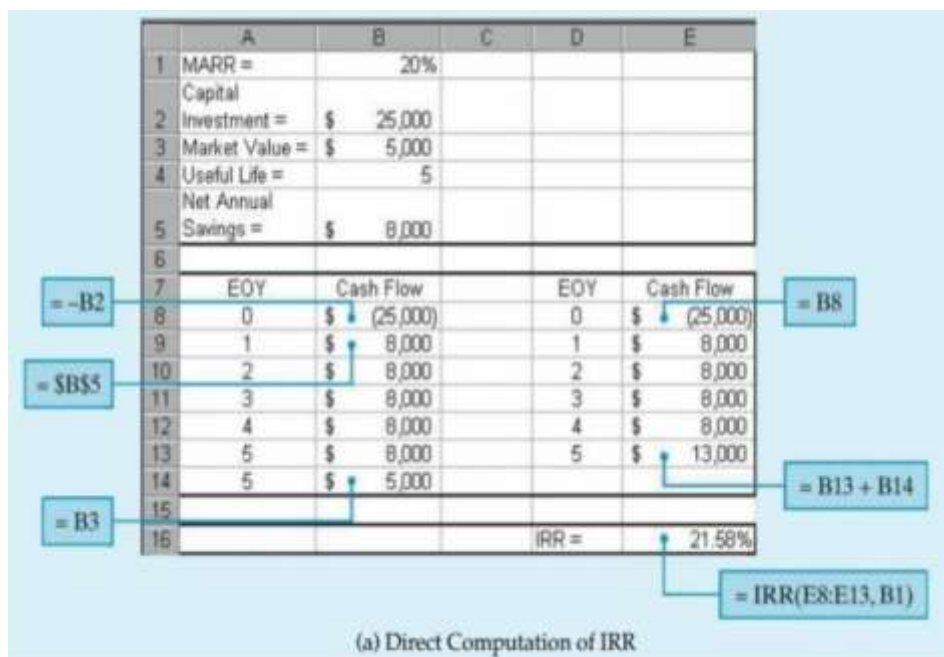 A B C D E
1 MARR = 20%
Capital
2 Investment = $ 25,000
3 Market Value = $ 5,000
4 Useful Life = 5
Net Annual
5 Savings = $ 8,000
6
7 EOY Cash Flow EOY Cash Flow
= –B2
= B8
8 0 $ (25,000) 0 $ (25,000)
9 1 $ 8,000 1 $ 8,000
= $B$5
10 2 $ 8,000 2 $ 8,000
11 3 $ 8,000 3 $ 8,000
12 4 $ 8,000 4 $ 8,000
13 5 $ 8,000 5 $ 13,000
14 5 $ 5,000
= B13 + B14
= B3
15
16 IRR = 21.58%
= IRR(E8:E13, B1)
(a) Direct Computation of IRR